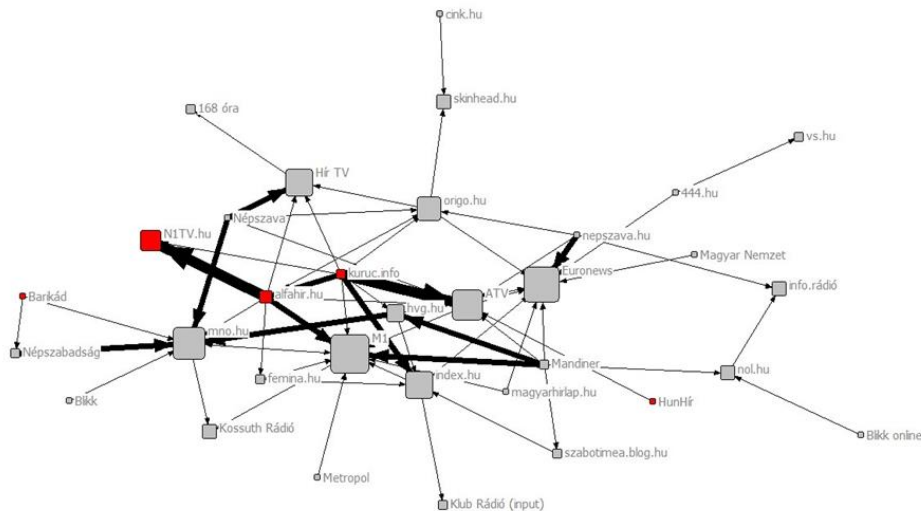 cink.hu
skinhead.hu
168 óra
vs.hu
Hír TV
444.hu
origo.hu
Népszava
N1TV.hu
nepszava.hu
Magyar Nemzet
Euronews
kuruc.info
info.rádió
Barikád
alfahir.hu
ATV
hvg.hu
mno.hu
M1
Népszabadság
Mandiner
nol.hu
femina.hu
index.hu
magyarhirlap.hu
Blikk
HunHír
Kossuth Rádió
Blikk online
szabotimea.blog.hu
Metropol
Klub Rádió (input)